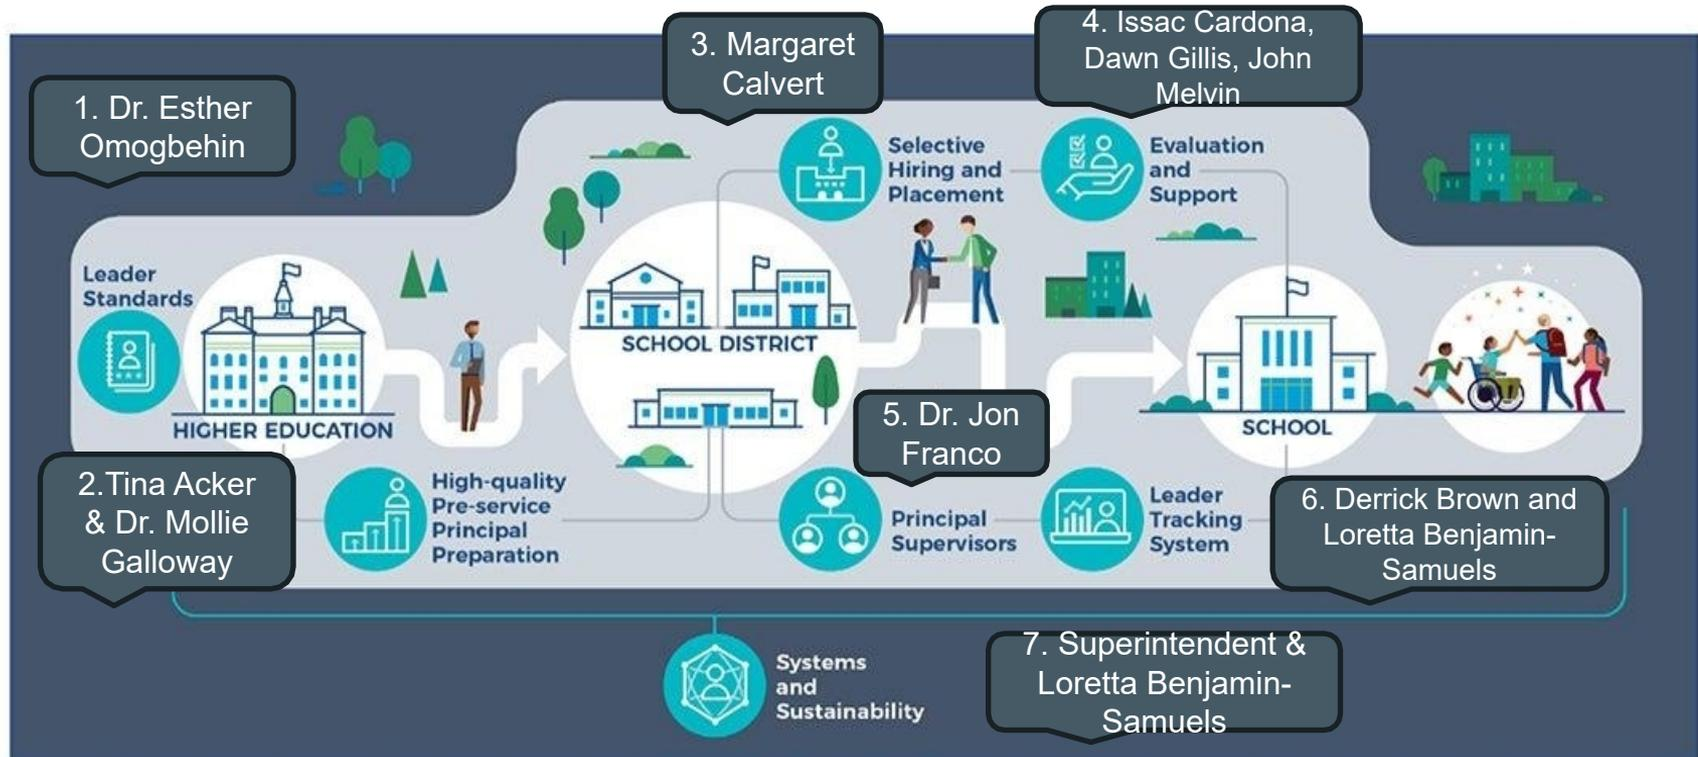 1. Dr. Esther
Omogbehin
3. Margaret
Calvert
4. Issac Cardona,
Dawn Gillis, John
Melvin
Selective
Hiring and
Placement
Evaluation
and
Support
Leader
Standards
HIGHER EDUCATION
SCHOOL DISTRICT
SCHOOL
2.Tina Acker
& Dr. Mollie
Galloway
High-quality
Pre-service
Principal
Preparation
5. Dr. Jon
Franco
Principal
Supervisors
Leader
Tracking
System
6. Derrick Brown and
Loretta Benjamin-
Samuels
Systems
and
Sustainability
7. Superintendent &
Loretta Benjamin-
Samuels